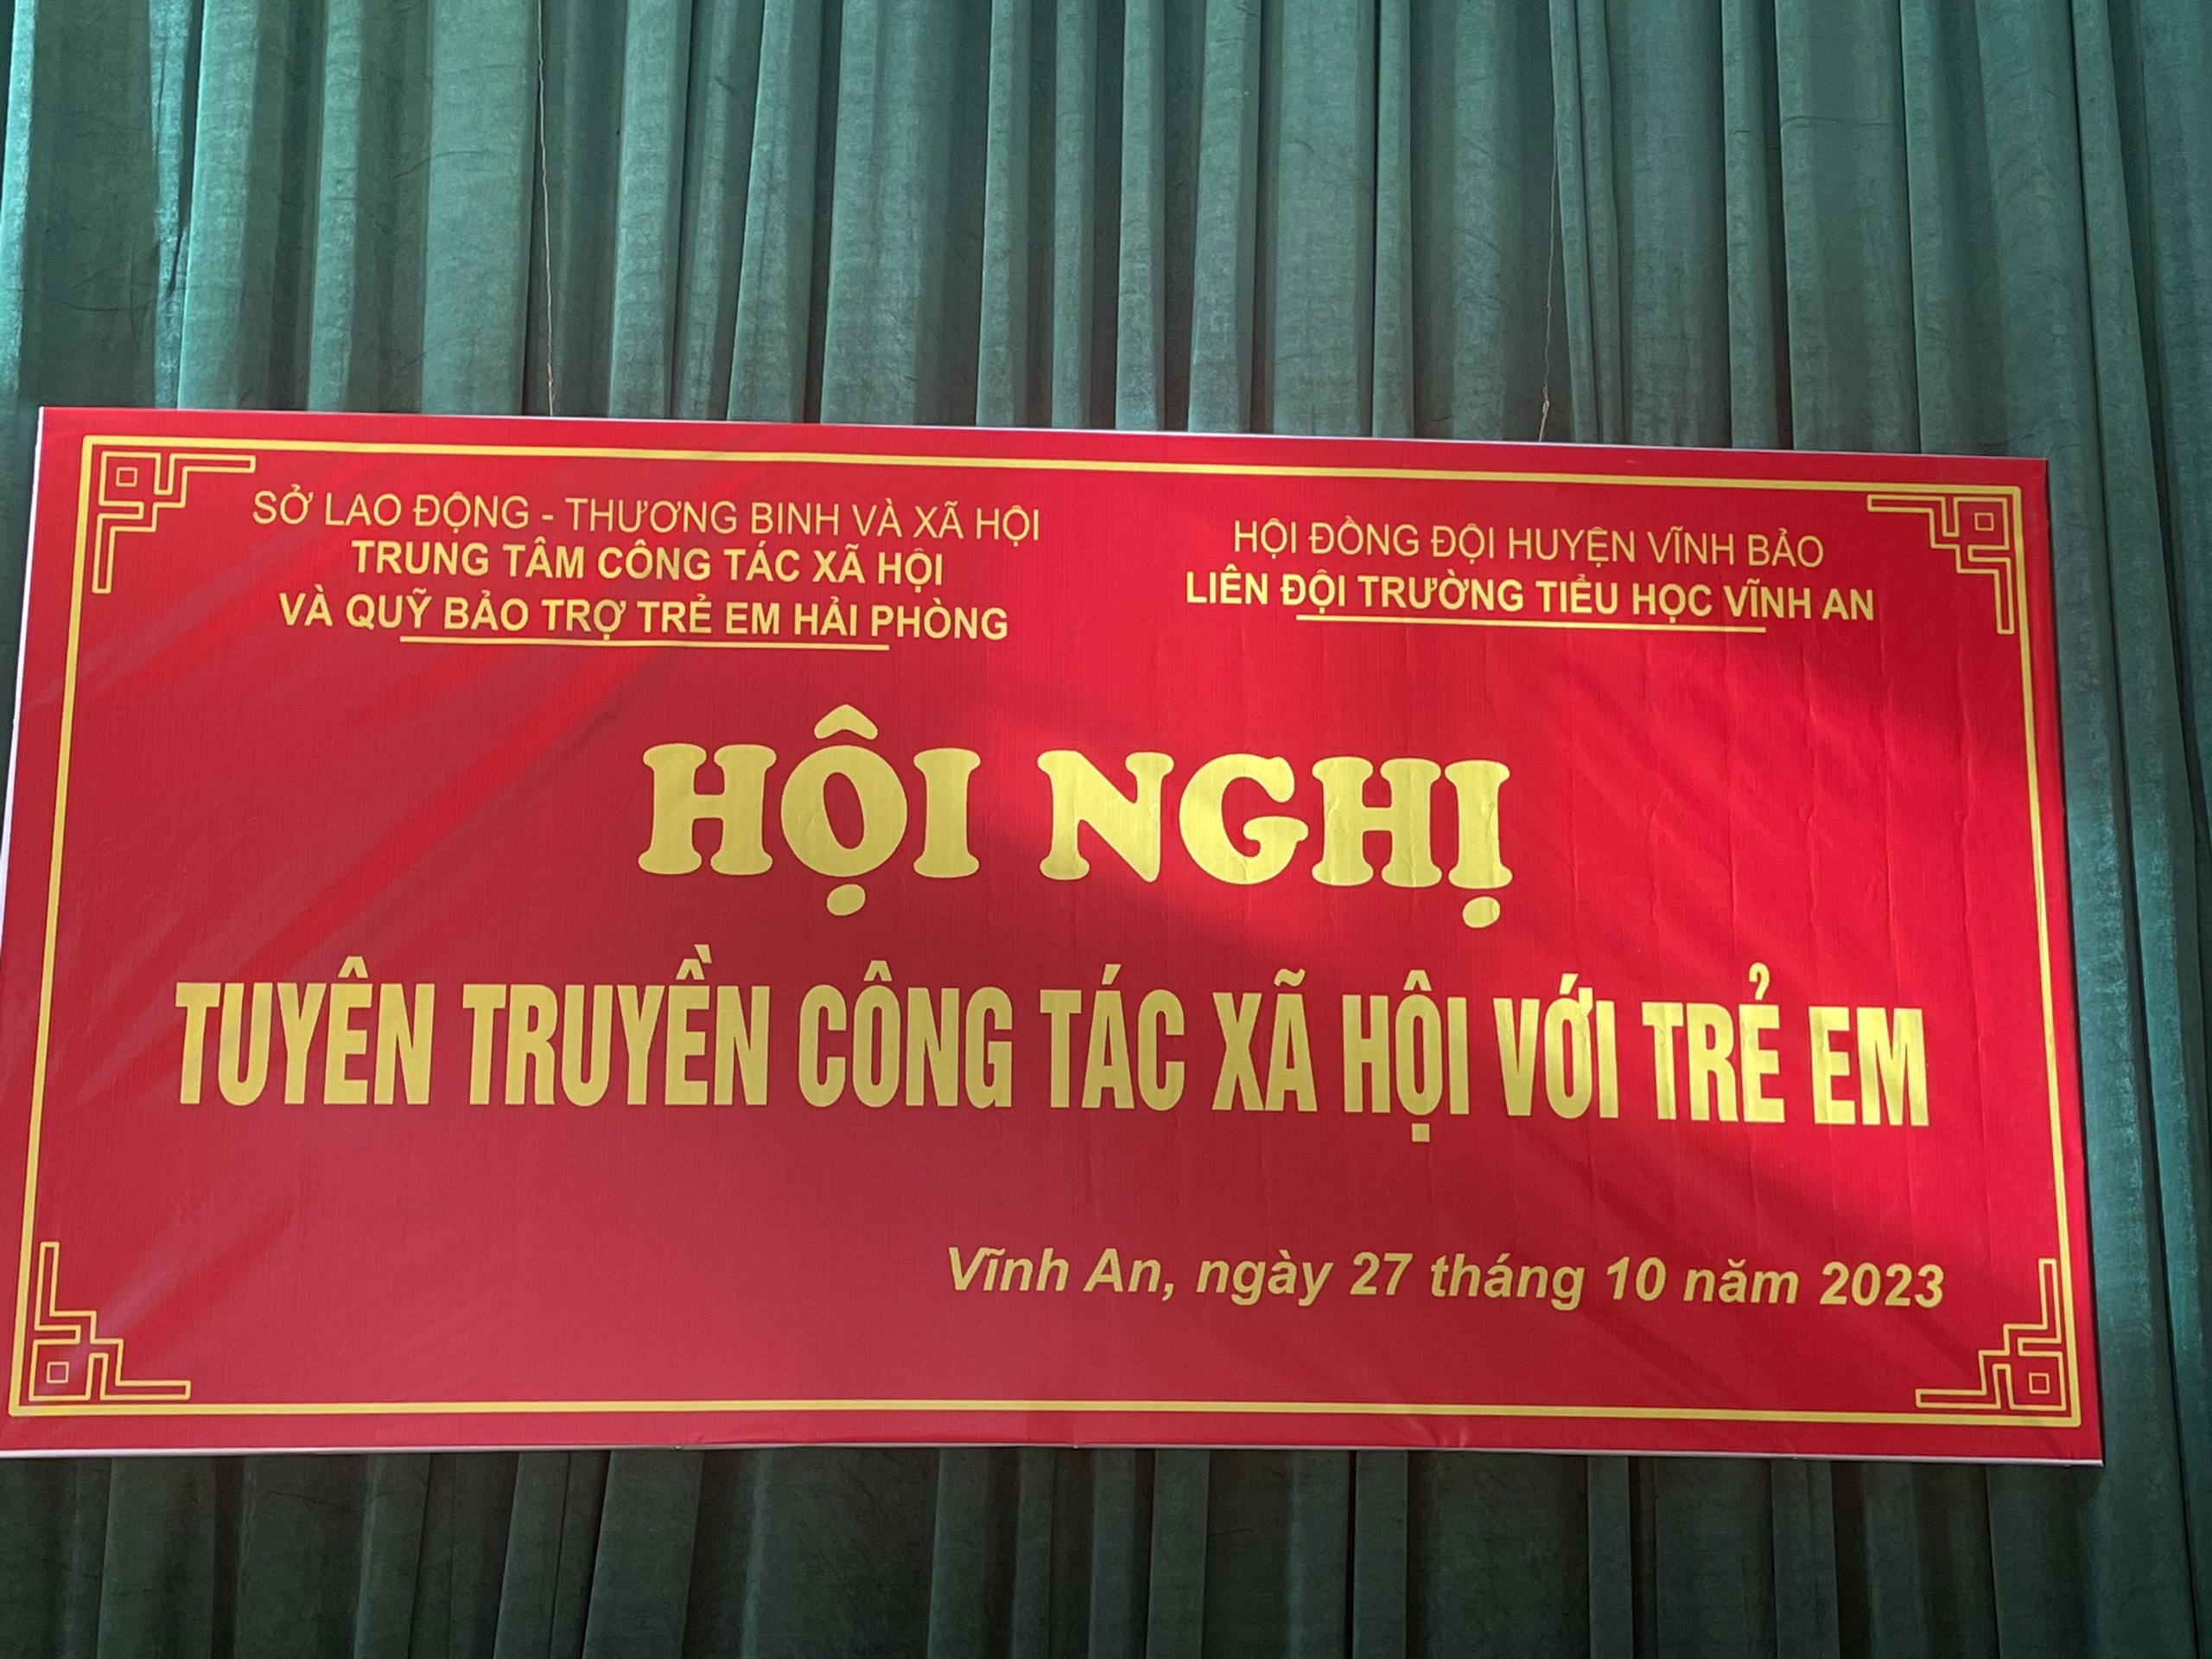 SỞ LAO ĐỘNG - THƯƠNG BINH VÀ XÃ HỘI
TRUNG TÂM CÔNG TÁC XÃ HỘI
VÀ QUỸ BẢO TRỢ TRẺ EM HẢI PHÒNG
HỘI ĐỒNG ĐỘI HUYỆN VĨNH BẢO
LIÊN ĐỘI TRƯỜNG TIỂU HỌC VĨNH AN
HỘI NGHỊ
TUYÊN TRUYỀN CÔNG TÁC XÃ HỘI VỚI TRẺ EM
Vĩnh An, ngày 27 tháng 10 năm 2023